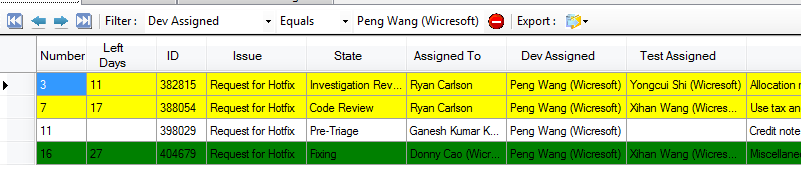 Filter : Dev Assigned Equals Peng Wang (Wicresoft) Export :
Number Left Days ID Issue State Assigned To Dev Assigned Test Assigned
3 11 382815 Request for Hotfix Investigation Rev... Ryan Carlson Peng Wang (Wicresoft) Yongcui Shi (Wicresoft) Allocation
7 17 388054 Request for Hotfix Code Review Ryan Carlson Peng Wang (Wicresoft) Xihan Wang (Wicres... Use tax an
11 398029 Request for Hotfix Pre-Triage Ganesh Kumar K... Peng Wang (Wicresoft) Credit note
16 27 404679 Request for Hotfix Fixing Donny Cao (Wicr... Peng Wang (Wicresoft) Xihan Wang (Wicres... Miscellane